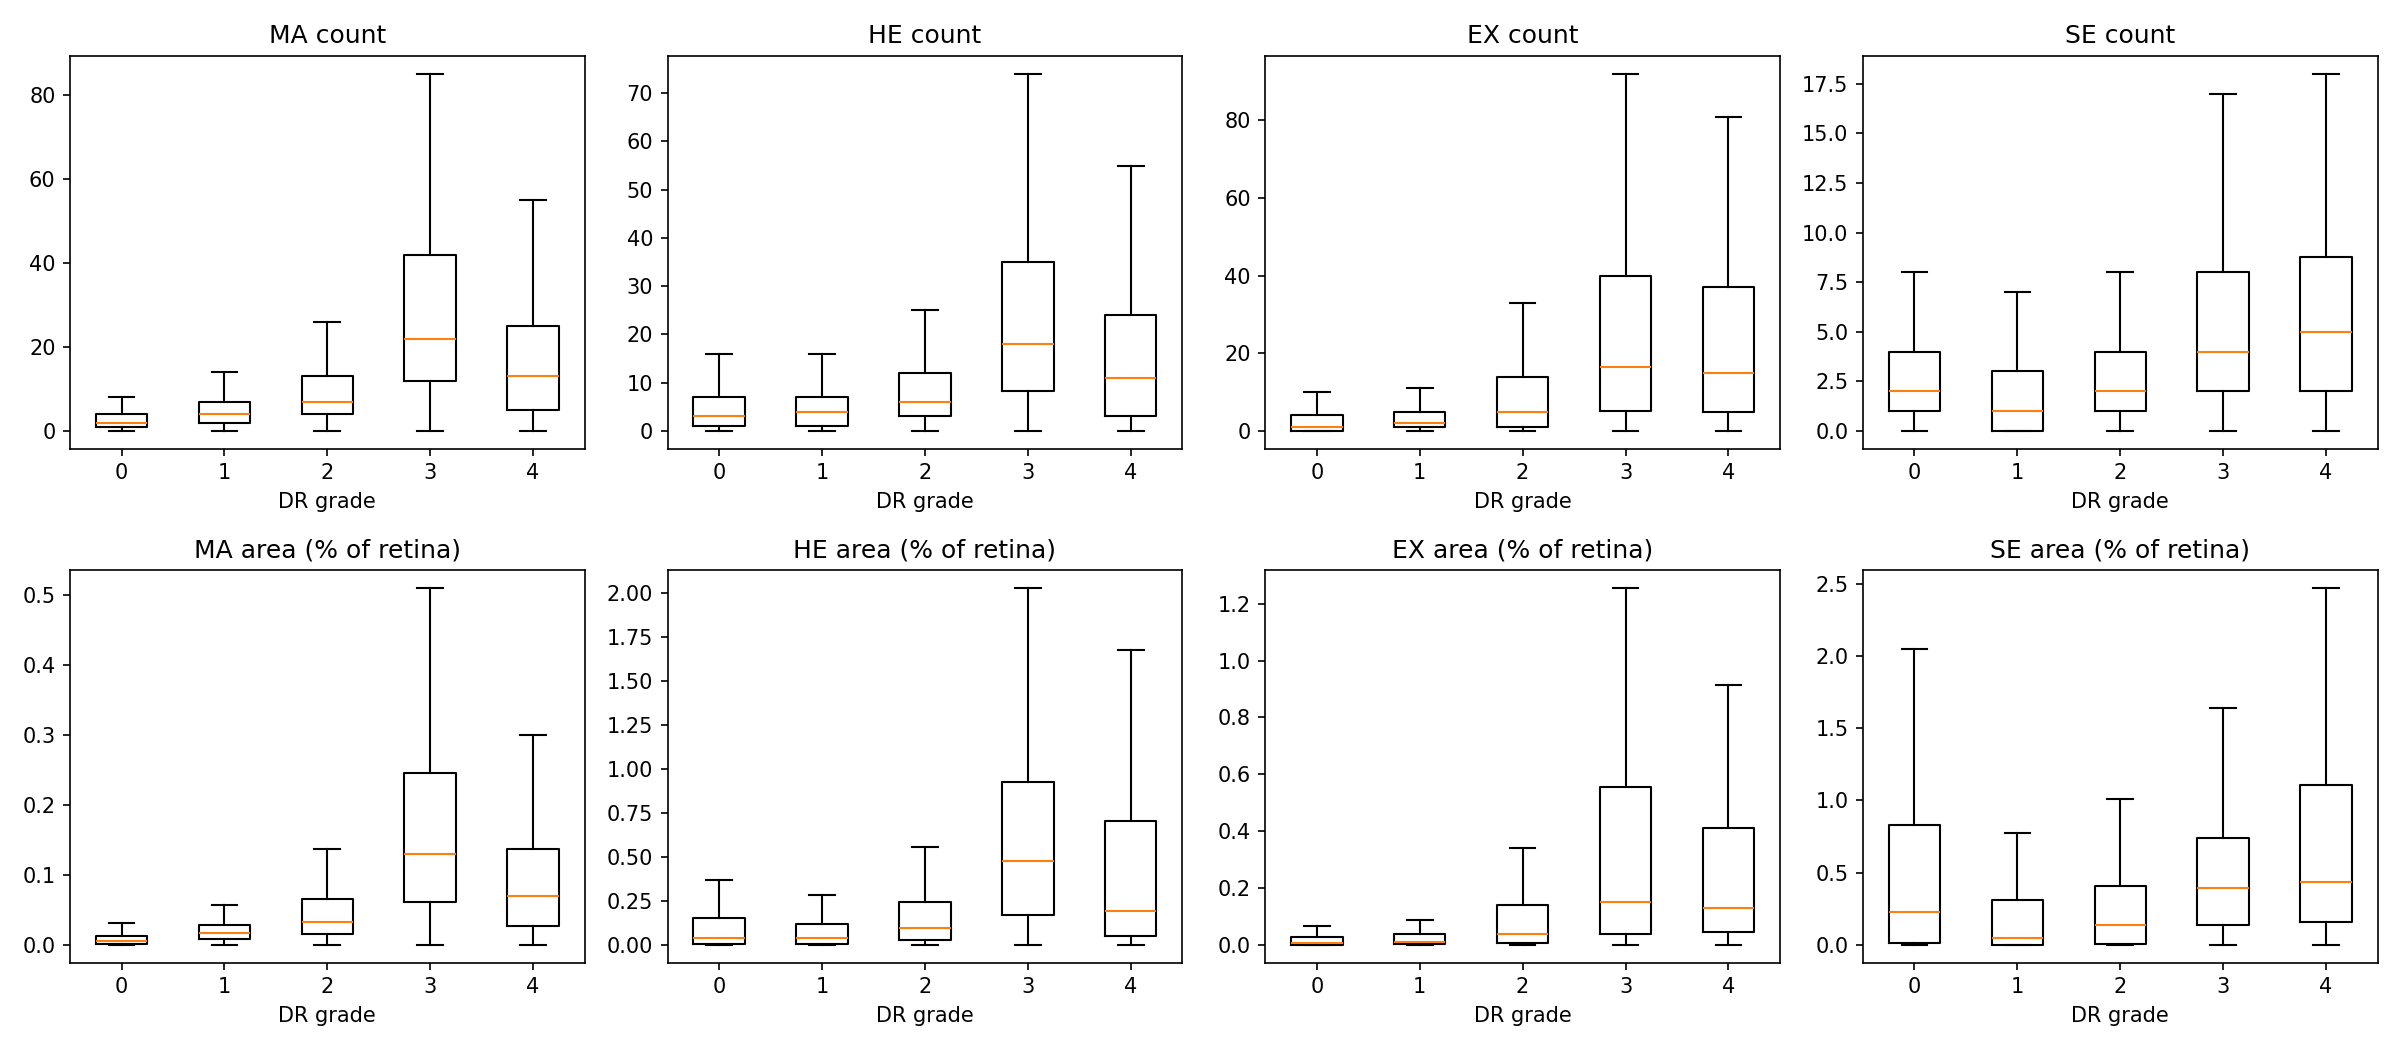 MA count
80
60
40
20
0
0 1 2 3 4
DR grade
HE count
70
60
50
40
30
20
10
0
0 1 2 3 4
DR grade
EX count
80
60
40
20
0
0 1 2 3 4
DR grade
SE count
17.5
15.0
12.5
10.0
7.5
5.0
2.5
0.0
0 1 2 3 4
DR grade
MA area (% of retina)
0.5
0.4
0.3
0.2
0.1
0.0
0 1 2 3 4
DR grade
HE area (% of retina)
2.00
1.75
1.50
1.25
1.00
0.75
0.50
0.25
0.00
0 1 2 3 4
DR grade
EX area (% of retina)
1.2
1.0
0.8
0.6
0.4
0.2
0.0
0 1 2 3 4
DR grade
SE area (% of retina)
2.5
2.0
1.5
1.0
0.5
0.0
0 1 2 3 4
DR grade